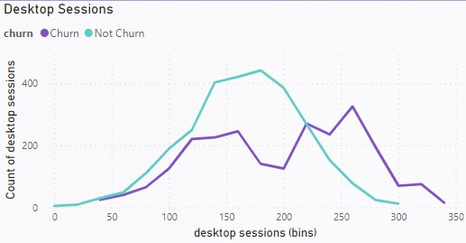 Desktop Sessions
churn Churn Not Churn
Count of desktop sessions
400
200
0
0 50 100 150 200 250 300 350
desktop sessions (bins)